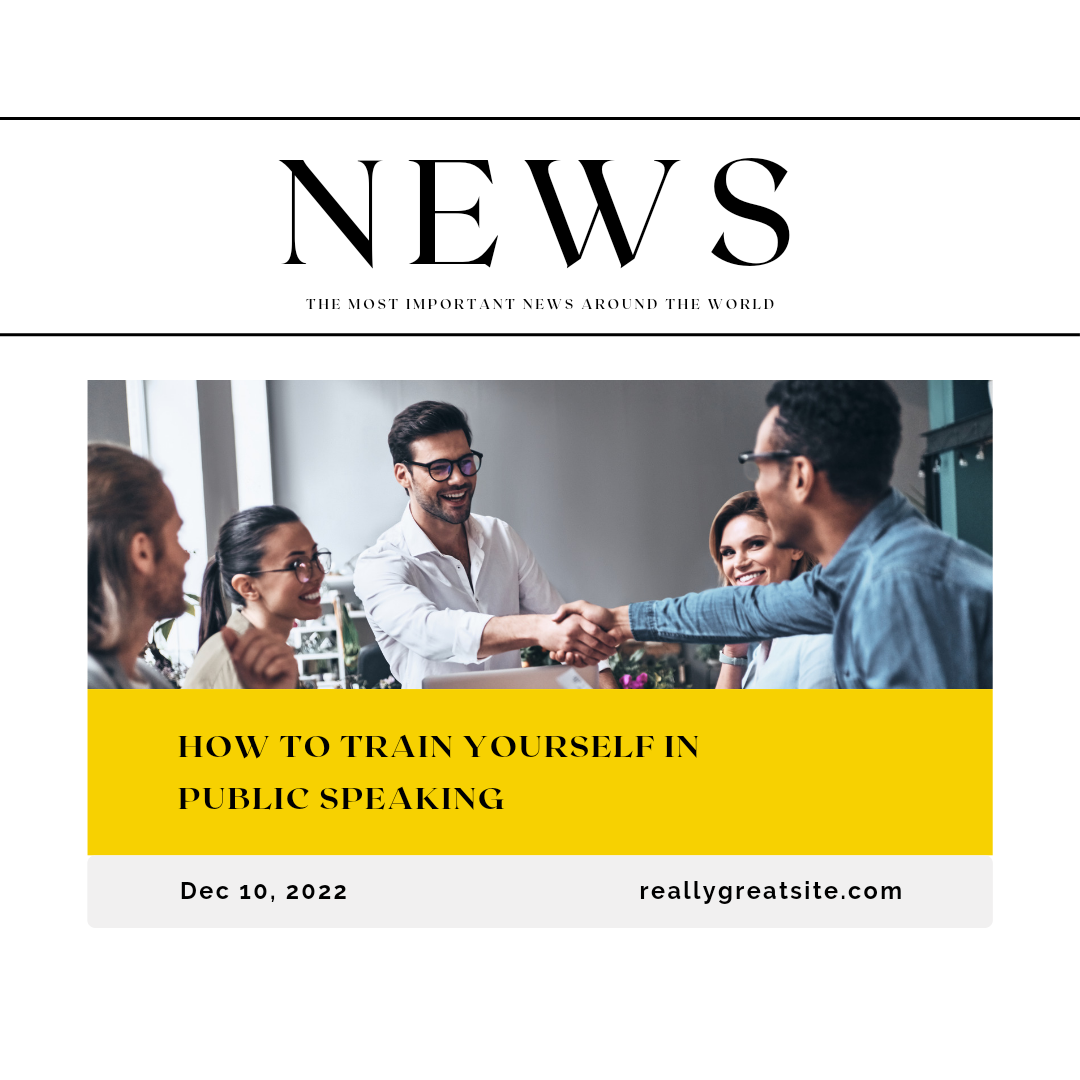 NEWS
THE MOST IMPORTANT NEWS AROUND THE WORLD
HOW TO TRAIN YOURSELF IN
PUBLIC SPEAKING
Dec 10, 2022
reallygreatsite.com